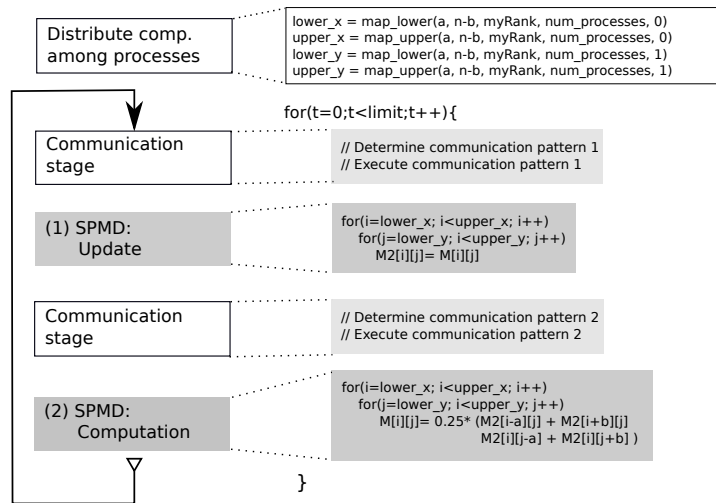 Distribute comp.
among processes
lower_x = map_lower(a, n-b, myRank, num_processes, 0)
upper_x = map_upper(a, n-b, myRank, num_processes, 0)
lower_y = map_lower(a, n-b, myRank, num_processes, 1)
upper_y = map_upper(a, n-b, myRank, num_processes, 1)
for(t=0;t<limit;t++){
Communication
stage
// Determine communication pattern 1
// Execute communication pattern 1
(1) SPMD:
Update
for(i=lower_x; i<upper_x; i++)
for(j=lower_y; i<upper_y; j++)
M2[i][j]= M[i][j]
Communication
stage
// Determine communication pattern 2
// Execute communication pattern 2
(2) SPMD:
Computation
for(i=lower_x; i<upper_x; i++)
for(j=lower_y; i<upper_y; j++)
M[i][j]= 0.25* (M2[i-a][j] + M2[i+b][j]
M2[i][j-a] + M2[i][j+b] )
}